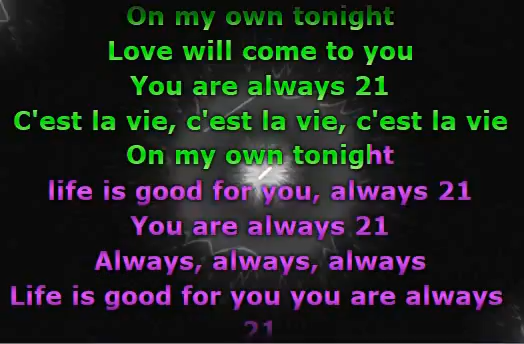 On my own tonight
Love will come to you
You are always 21
C'est la vie, c'est la vie, c'est la vie
On my own tonight
life is good for you, always 21
You are always 21
Always, always, always
Life is good for you you are always
21